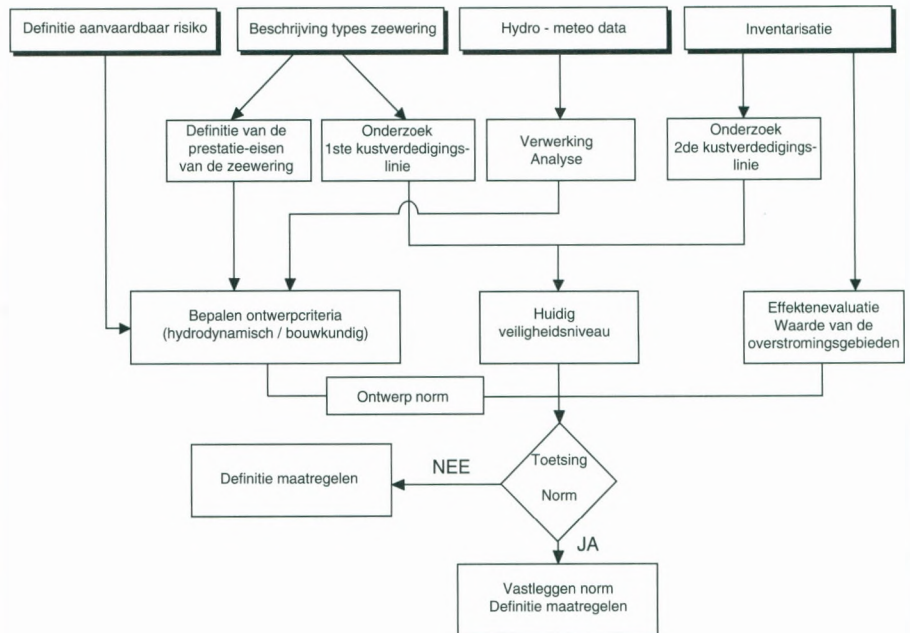 Definitie aanvaardbaar risiko
Beschrijving types zeewering
Hydro - meteo data
Inventarisatie
Definitie van de
prestatie-eisen
van de zeewering
Onderzoek
1ste kustverdedigings-
linie
Verwerking
Analyse
Onderzoek
2de kustverdedigings-
linie
Bepalen ontwerpcriteria
(hydrodynamisch / bouwkundig)
Huidig
veiligheidsniveau
Effektenevaluatie
Waarde van de
overstromingsgebieden
Ontwerp norm
Toetsing
Norm
NEE
Definitie maatregelen
JA
Vastleggen norm
Definitie maatregelen